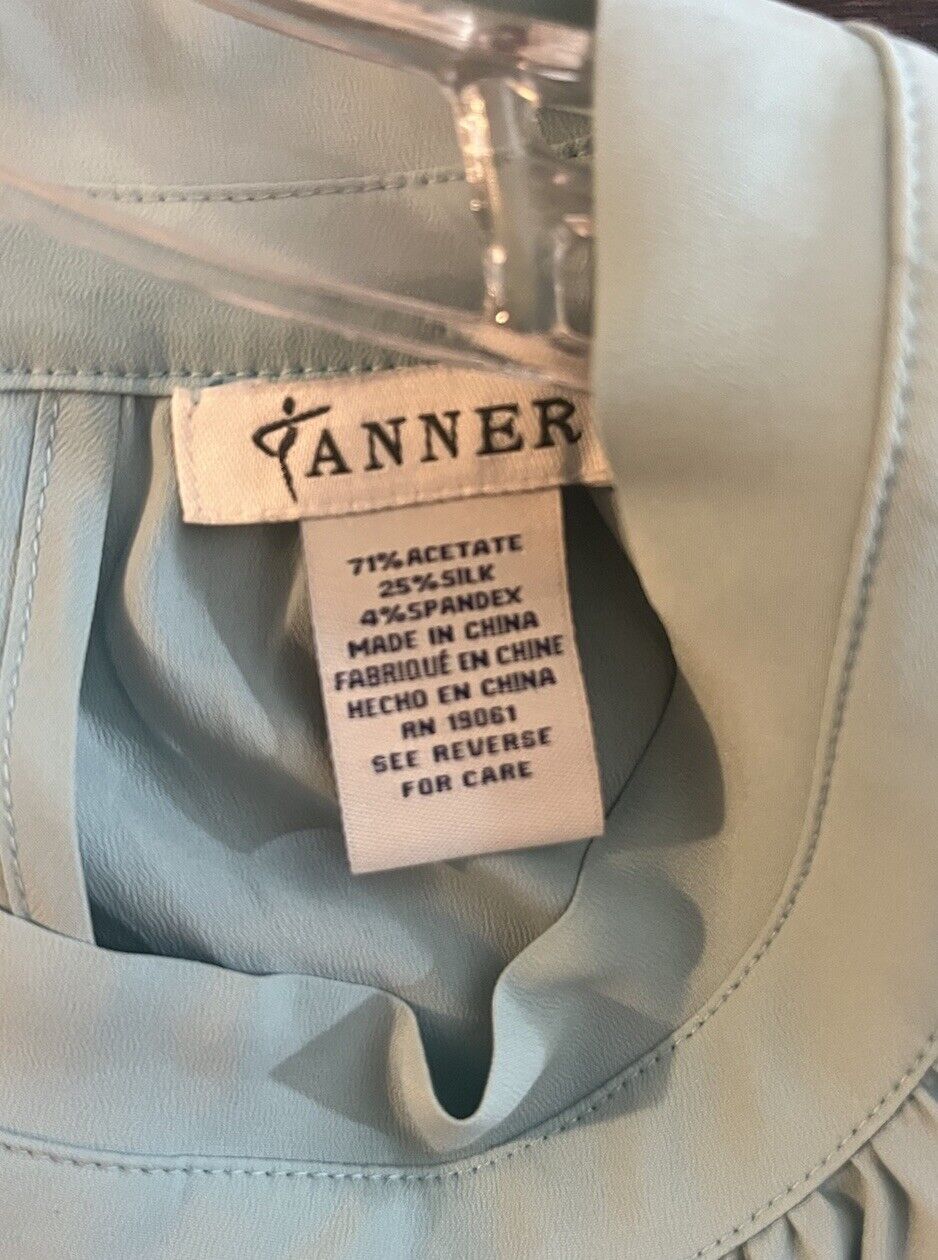 TANNER
71% ACETATE
25% SILK
4% SPANDEX
MADE IN CHINA
FABRIQUÉ EN CHINE
HECHO EN CHINA
RN 19061
SEE REVERSE
FOR CARE